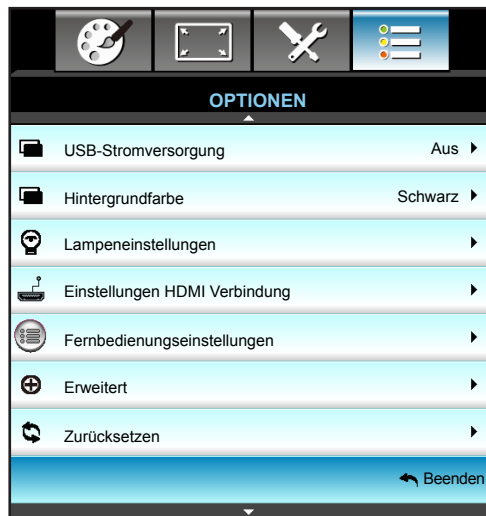 OPTIONEN
USB-Stromversorgung Aus
Hintergrundfarbe Schwarz
Lampeneinstellungen
Einstellungen HDMI Verbindung
Fernbedienungseinstellungen
Erweitert
Zurücksetzen
Beenden